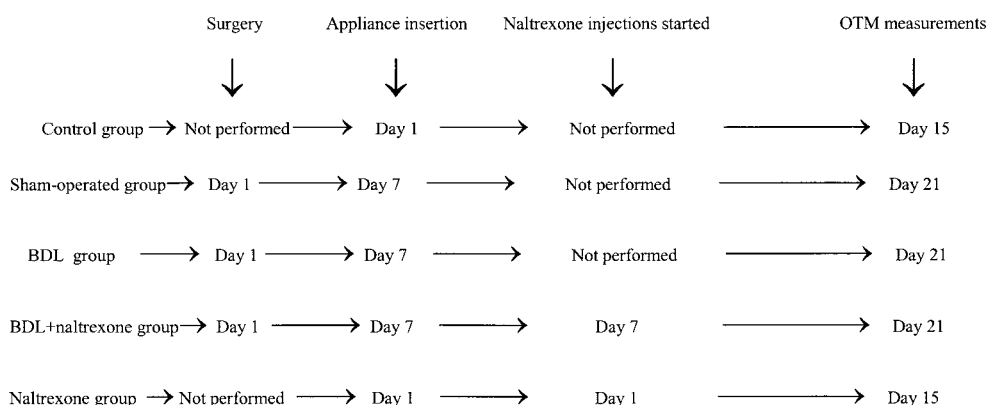 Surgery Appliance insertion Naltrexone injections started OTM measurements
Control group Not performed Day 1 Not performed Day 15
Sham-operated group Day 1 Day 7 Not performed Day 21
BDL group Day 1 Day 7 Not performed Day 21
BDL+naltrexone group Day 1 Day 7 Day 7 Day 21
Naltrexone group Not performed Day 1 Day 1 Day 15